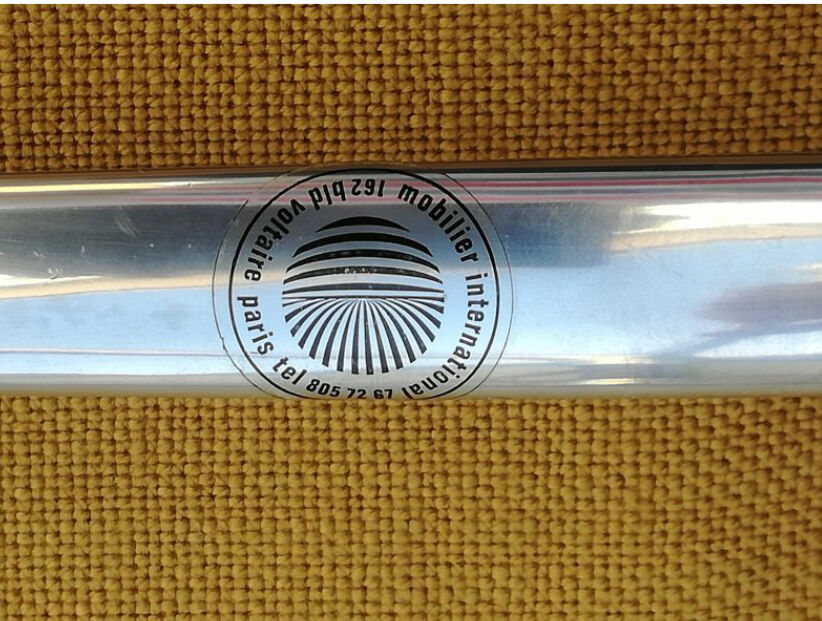 mobilier international
162 bld voltaire paris tel 805 72 67